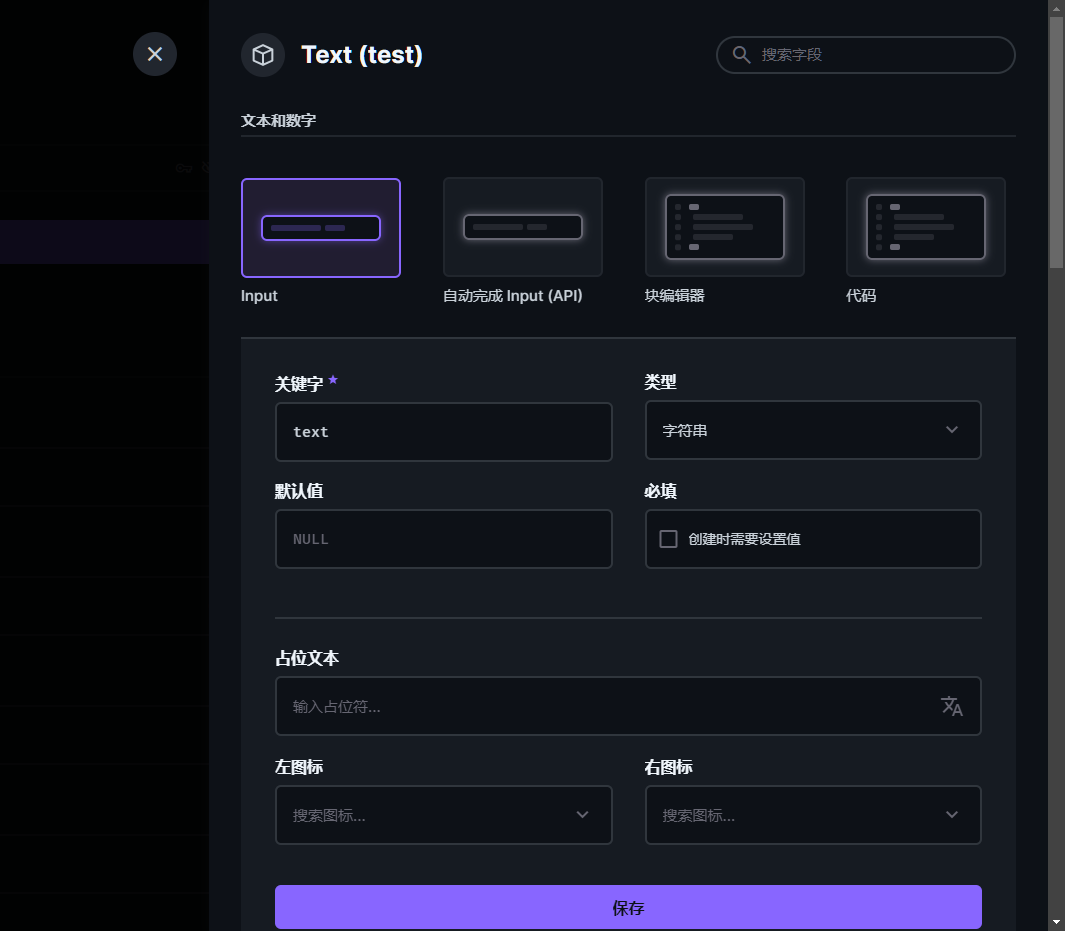 Text (test)
搜索字段
文本和数字
Input
自动完成 Input (API)
块编辑器
代码
关键字 *
类型
text
字符串
默认值
必填
NULL
创建时需要设置值
占位文本
输入占位符...
左图标
右图标
搜索图标...
搜索图标...
保存